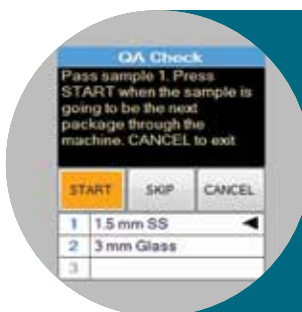 QA Check
Pass sample 1. Press
START when the sample is
going to be the next
package through the
machine. CANCEL to exit
START SKIP CANCEL
1 1.5 mm SS
2 3 mm Glass
3